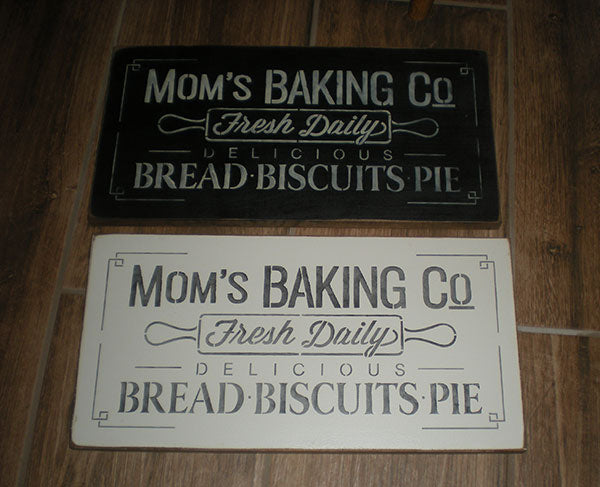 MOM'S BAKING CO
Fresh Daily
DELICIOUS
BREAD·BISCUITS·PIE
MOM'S BAKING CO
Fresh Daily
DELICIOUS
BREAD·BISCUITS·PIE